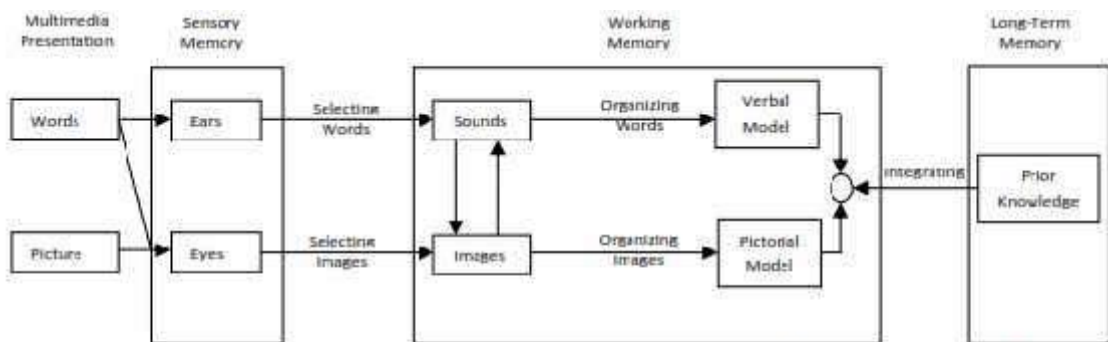 Multimedia
Presentation
Sensory
Memory
Working
Memory
Long-Term
Memory
Words
Ears
Selecting
Words
Sounds
Organizing
Words
Verbal
Model
Integrating
Prior
Knowledge
Picture
Eyes
Selecting
Images
Images
Organizing
Images
Pictorial
Model